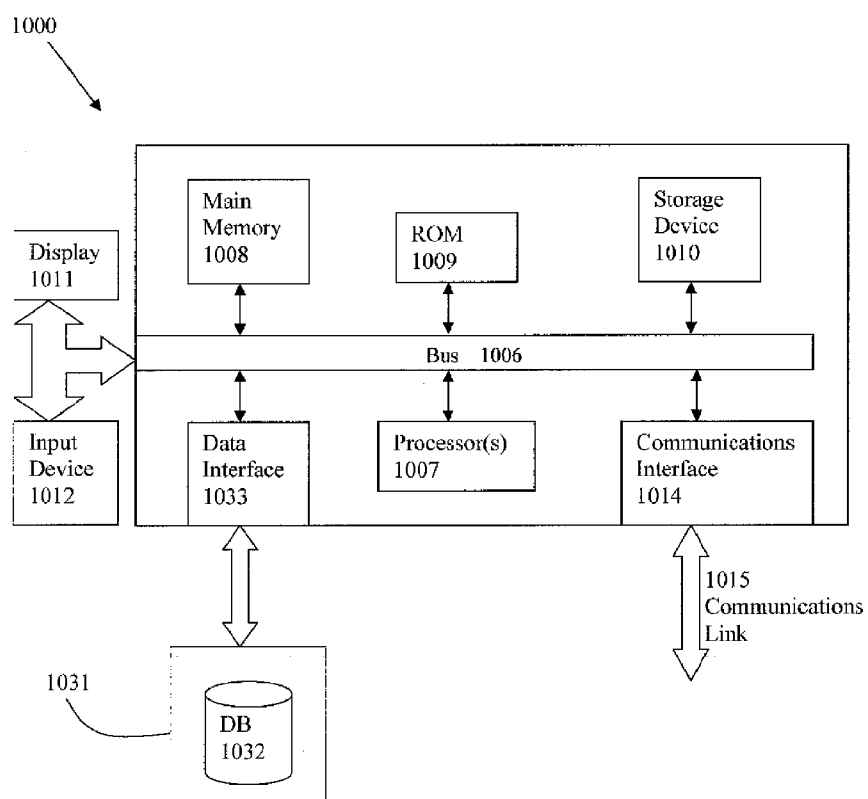 1000
Main
Memory
1008
ROM
1009
Storage
Device
1010
Display
1011
Bus 1006
Input
Device
1012
Data
Interface
1033
Processor(s)
1007
Communications
Interface
1014
1015
Communications
Link
1031
DB
1032